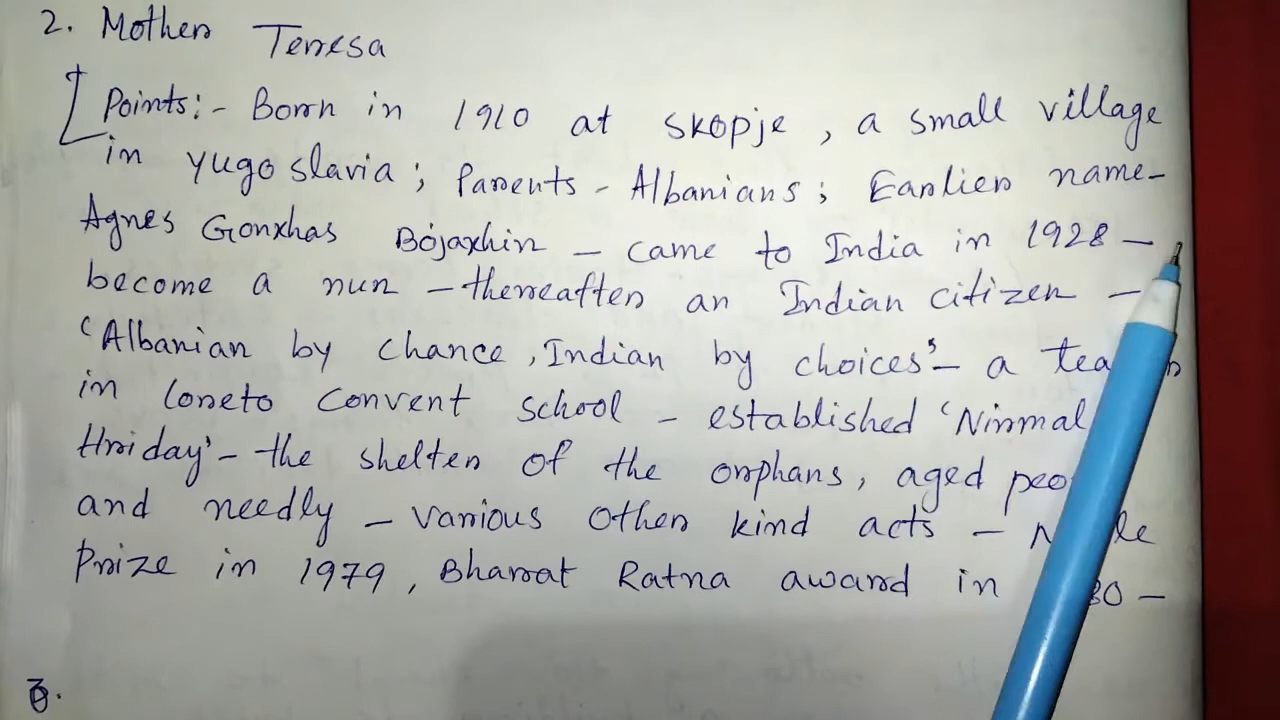 2. Mother Teresa
[Points:- Born in 1910 at Skopje, a small village
in yugoslavia; Parents - Albanians; Earlier name-
Agnes Gonxhas Bojaxhin - came to India in 1928 -
become a nun - thereafter an Indian citizen -
'Albanian by chance, Indian by choices' - a
in loreto convent school - established 'Nirmal
Hriday' - the shelter of the orphans, aged
and needly - various other kind acts -
Prize in 1979, Bharat Ratna award in